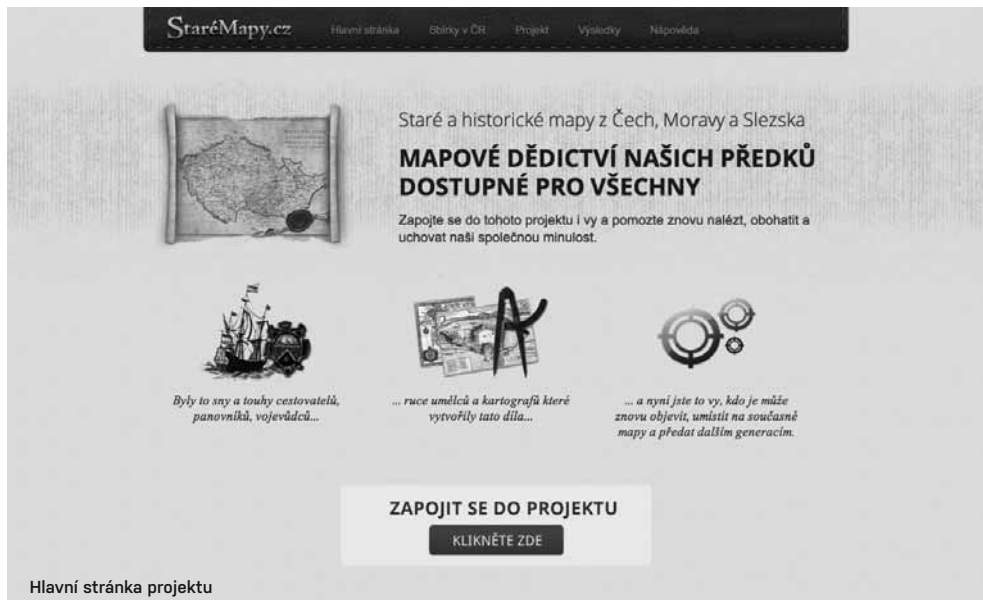 StaréMapy.cz
Hlavní stránka Sbírky v ČR Projekt Výsledky Nápověda
Staré a historické mapy z Čech, Moravy a Slezska
MAPOVÉ DĚDICTVÍ NAŠICH PŘEDKŮ
DOSTUPNÉ PRO VŠECHNY
Zapojte se do tohoto projektu i vy a pomozte znovu nalézt, obohatit a
uchovat naši společnou minulost.
Byly to sny a touhy cestovatelů,
panovníků, vojevůdců...
... ruce umělců a kartografů které
vytvořily tato díla...
... a nyní jste to vy, kdo je může
znovu objevit, umístit na současné
mapy a předat dalším generacím.
ZAPOJIT SE DO PROJEKTU
KLIKNĚTE ZDE
Hlavní stránka projektu